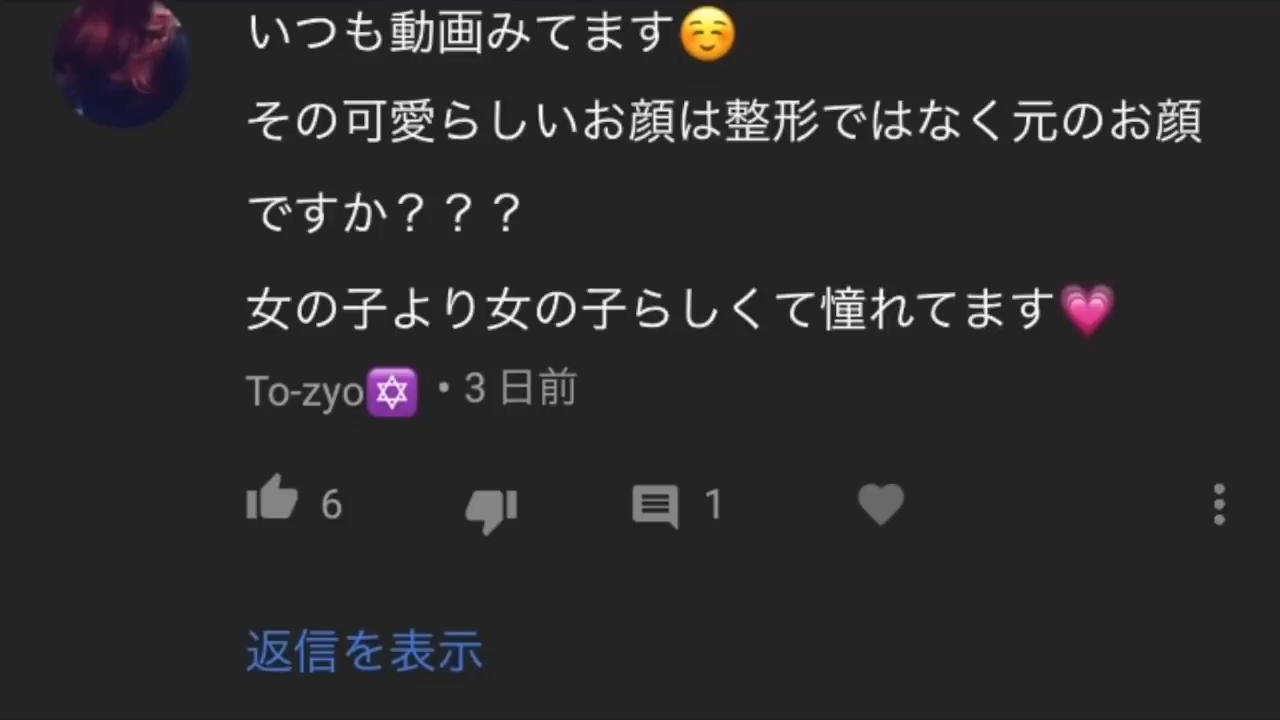 いつも動画みてます☺️
その可愛らしいお顔は整形ではなく元のお顔
ですか？？？
女の子より女の子らしくて憧れてます💗
To-zyo🔯・3 日前
6 1
返信を表示